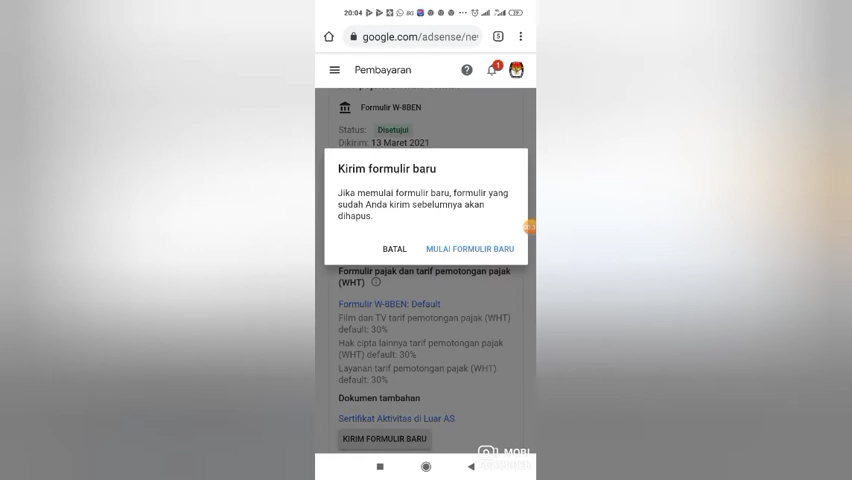 20:04
google.com/adsense/nev
5
Pembayaran
1
Formulir W-8BEN
Status: Disetujui
Dikirim: 13 Maret 2021
Kirim formulir baru
Jika memulai formulir baru, formulir yang
sudah Anda kirim sebelumnya akan
dihapus.
BATAL
MULAI FORMULIR BARU
Formulir pajak dan tarif pemotongan pajak
(WHT)
Formulir W-8BEN: Default
Film dan TV tarif pemotongan pajak (WHT)
default: 30%
Hak cipta lainnya tarif pemotongan pajak
(WHT) default: 30%
Layanan tarif pemotongan pajak (WHT)
default: 30%
Dokumen tambahan
Sertifikat Aktivitas di Luar AS
KIRIM FORMULIR BARU
MOBI